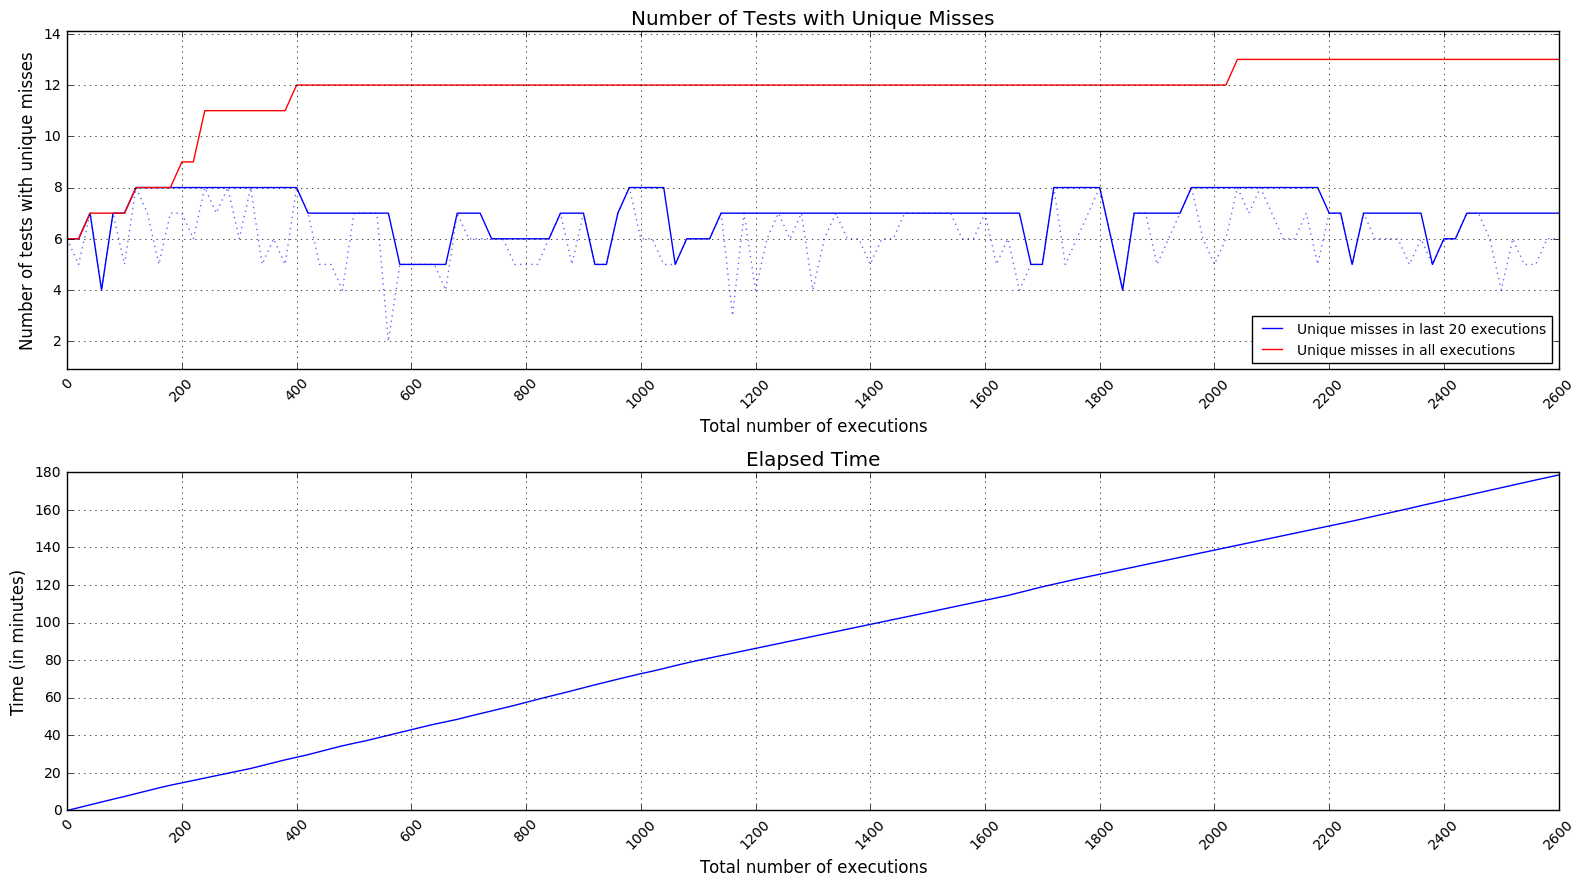 Number of Tests with Unique Misses
Number of tests with unique misses
14
12
10
8
6
4
2
Unique misses in last 20 executions
Unique misses in all executions
0 200 400 600 800 1000 1200 1400 1600 1800 2000 2200 2400 2600
Total number of executions
Elapsed Time
Time (in minutes)
180
160
140
120
100
80
60
40
20
0
0 200 400 600 800 1000 1200 1400 1600 1800 2000 2200 2400 2600
Total number of executions